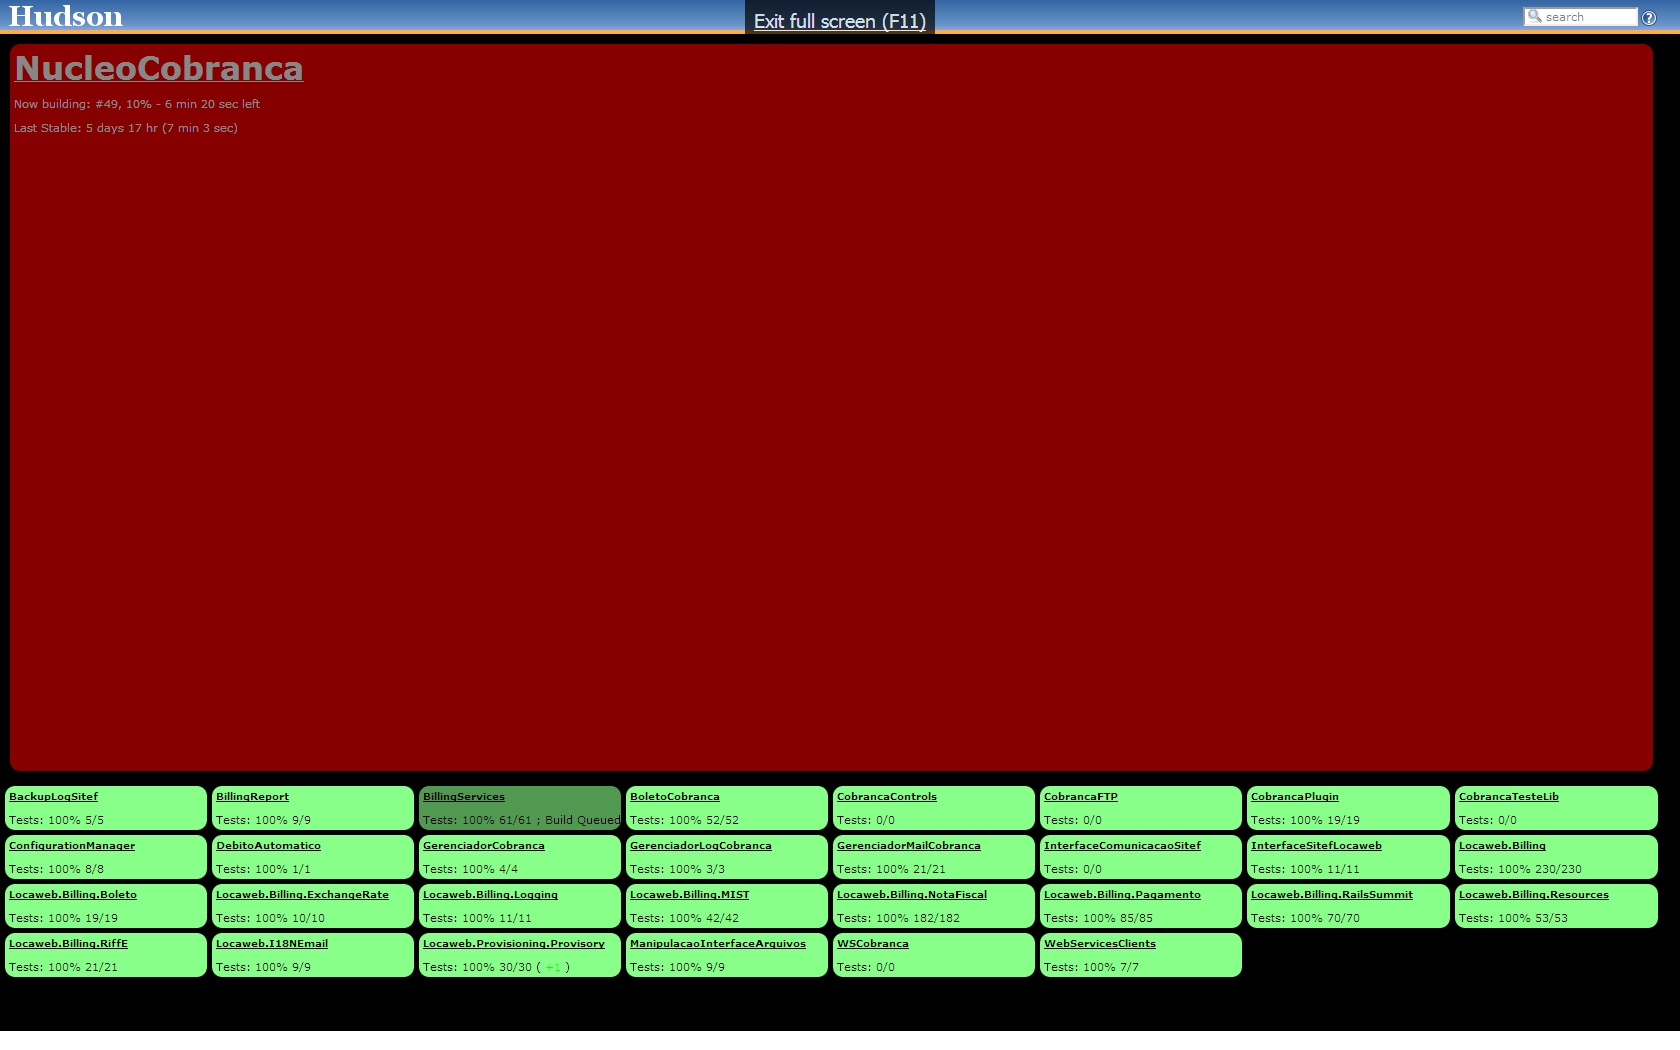 Hudson
Exit full screen (F11)
search
?
NucleoCobranca
Now building: #49, 10% - 6 min 20 sec left
Last Stable: 5 days 17 hr (7 min 3 sec)
BackupLogSitef
Tests: 100% 5/5
BillingReport
Tests: 100% 9/9
BillingServices
Tests: 100% 61/61 ; Build Queued
BoletoCobranca
Tests: 100% 52/52
CobrancaControls
Tests: 0/0
CobrancaFTP
Tests: 0/0
CobrancaPlugin
Tests: 100% 19/19
CobrancaTesteLib
Tests: 0/0
ConfigurationManager
Tests: 100% 8/8
DebitoAutomatico
Tests: 100% 1/1
GerenciadorCobranca
Tests: 100% 4/4
GerenciadorLogCobranca
Tests: 100% 3/3
GerenciadorMailCobranca
Tests: 100% 21/21
InterfaceComunicacaoSitef
Tests: 0/0
InterfaceSitefLocaweb
Tests: 100% 11/11
Locaweb.Billing
Tests: 100% 230/230
Locaweb.Billing.Boleto
Tests: 100% 19/19
Locaweb.Billing.ExchangeRate
Tests: 100% 10/10
Locaweb.Billing.Logging
Tests: 100% 11/11
Locaweb.Billing.MIST
Tests: 100% 42/42
Locaweb.Billing.NotaFiscal
Tests: 100% 182/182
Locaweb.Billing.Pagamento
Tests: 100% 85/85
Locaweb.Billing.RailsSummit
Tests: 100% 70/70
Locaweb.Billing.Resources
Tests: 100% 53/53
Locaweb.Billing.RiffE
Tests: 100% 21/21
Locaweb.I18NEmail
Tests: 100% 9/9
Locaweb.Provisioning.Provisory
Tests: 100% 30/30 ( +1 )
ManipulacaoInterfaceArquivos
Tests: 100% 9/9
WSCobranca
Tests: 0/0
WebServicesClients
Tests: 100% 7/7